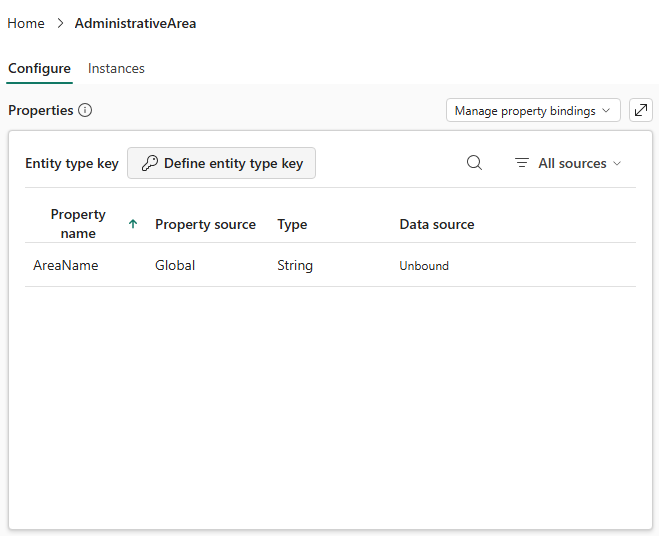 Home > AdministrativeArea
Configure Instances
Properties Manage property bindings
Entity type key Define entity type key All sources
Property name Property source Type Data source
AreaName Global String Unbound